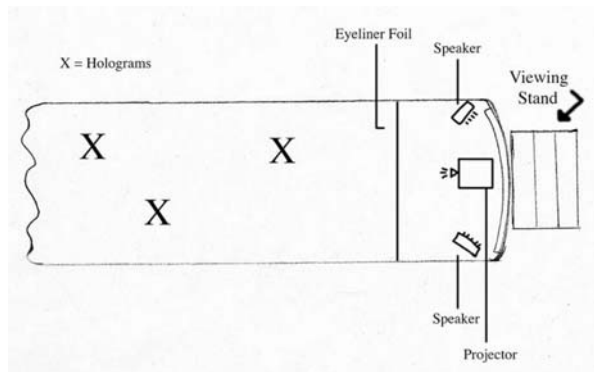 Eyeliner Foil
Speaker
X = Holograms
Viewing
Stand
X
X
X
Speaker
Projector